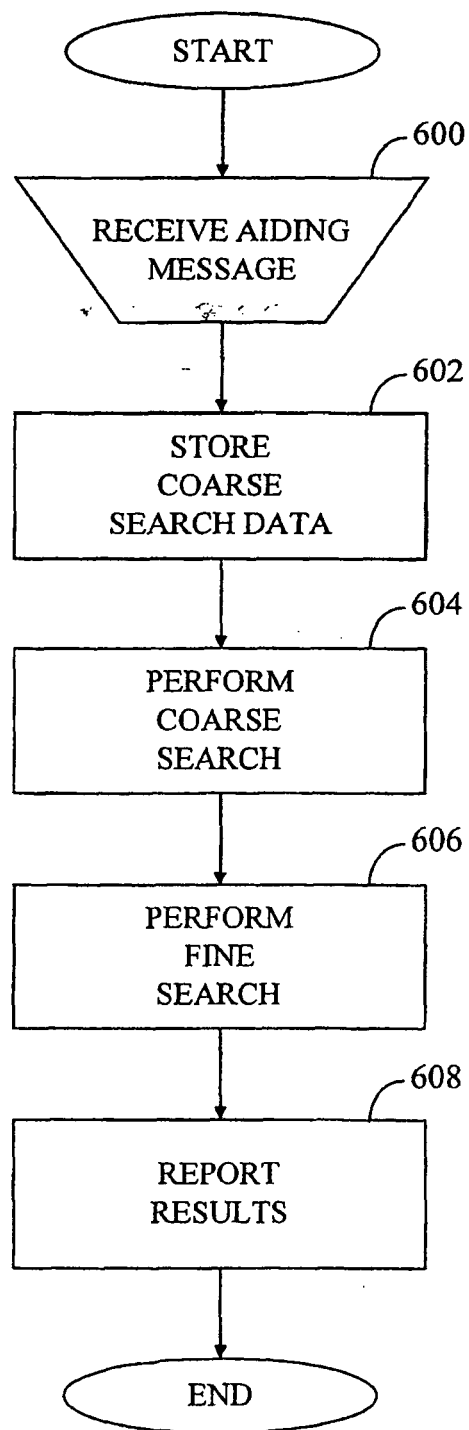 START
600
RECEIVE AIDING
MESSAGE
602
STORE
COARSE
SEARCH DATA
604
PERFORM
COARSE
SEARCH
606
PERFORM
FINE
SEARCH
608
REPORT
RESULTS
END